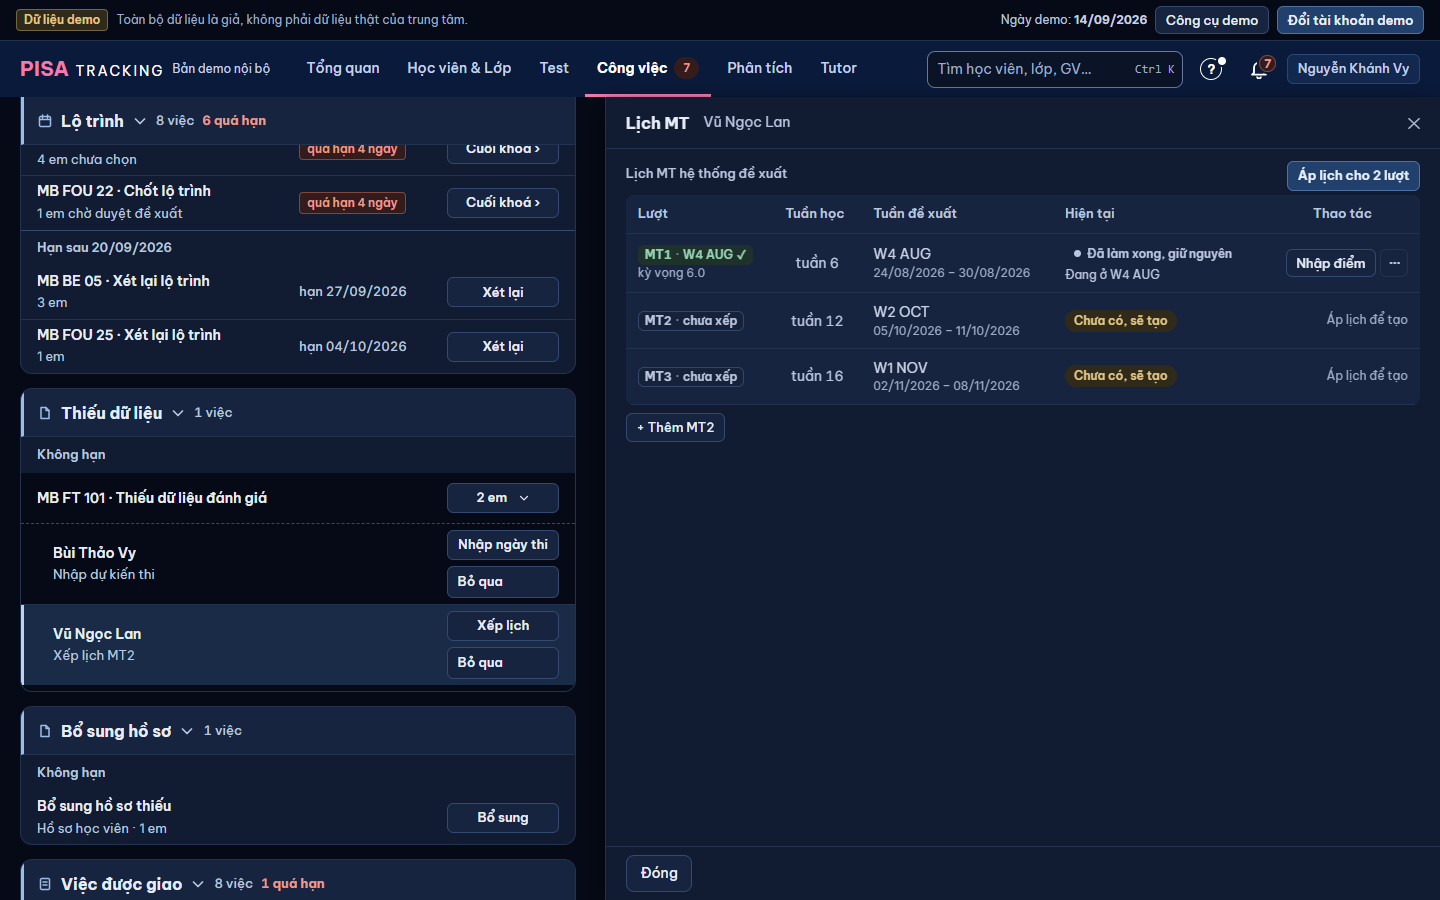 Dữ liệu demo Toàn bộ dữ liệu là giả, không phải dữ liệu thật của trung tâm.
Ngày demo: 14/09/2026 Công cụ demo Đổi tài khoản demo
PISA TRACKING Bản demo nội bộ Tổng quan Học viên & Lớp Test Công việc 7 Phân tích Tutor
Tìm học viên, lớp, GV... Ctrl K ? 7 Nguyễn Khánh Vy
Lộ trình 8 việc 6 quá hạn
4 em chưa chọn quá hạn 4 ngày Cuối khoá ›
MB FOU 22 · Chốt lộ trình
1 em chờ duyệt đề xuất quá hạn 4 ngày Cuối khoá ›
Hạn sau 20/09/2026
MB BE 05 · Xét lại lộ trình
3 em hạn 27/09/2026 Xét lại
MB FOU 25 · Xét lại lộ trình
1 em hạn 04/10/2026 Xét lại
Thiếu dữ liệu 1 việc
Không hạn
MB FT 101 · Thiếu dữ liệu đánh giá 2 em
Bùi Thảo Vy
Nhập dự kiến thi
Nhập ngày thi
Bỏ qua
Vũ Ngọc Lan
Xếp lịch MT2
Xếp lịch
Bỏ qua
Bổ sung hồ sơ 1 việc
Không hạn
Bổ sung hồ sơ thiếu
Hồ sơ học viên · 1 em
Bổ sung
Việc được giao 8 việc 1 quá hạn
Lịch MT Vũ Ngọc Lan
Lịch MT hệ thống đề xuất Áp lịch cho 2 lượt
Lượt Tuần học Tuần đề xuất Hiện tại Thao tác
MT1 · W4 AUG ✓
kỳ vọng 6.0
tuần 6
W4 AUG
24/08/2026 – 30/08/2026
Đã làm xong, giữ nguyên
Đang ở W4 AUG
Nhập điểm ···
MT2 · chưa xếp
tuần 12
W2 OCT
05/10/2026 – 11/10/2026
Chưa có, sẽ tạo
Áp lịch để tạo
MT3 · chưa xếp
tuần 16
W1 NOV
02/11/2026 – 08/11/2026
Chưa có, sẽ tạo
Áp lịch để tạo
+ Thêm MT2
Đóng